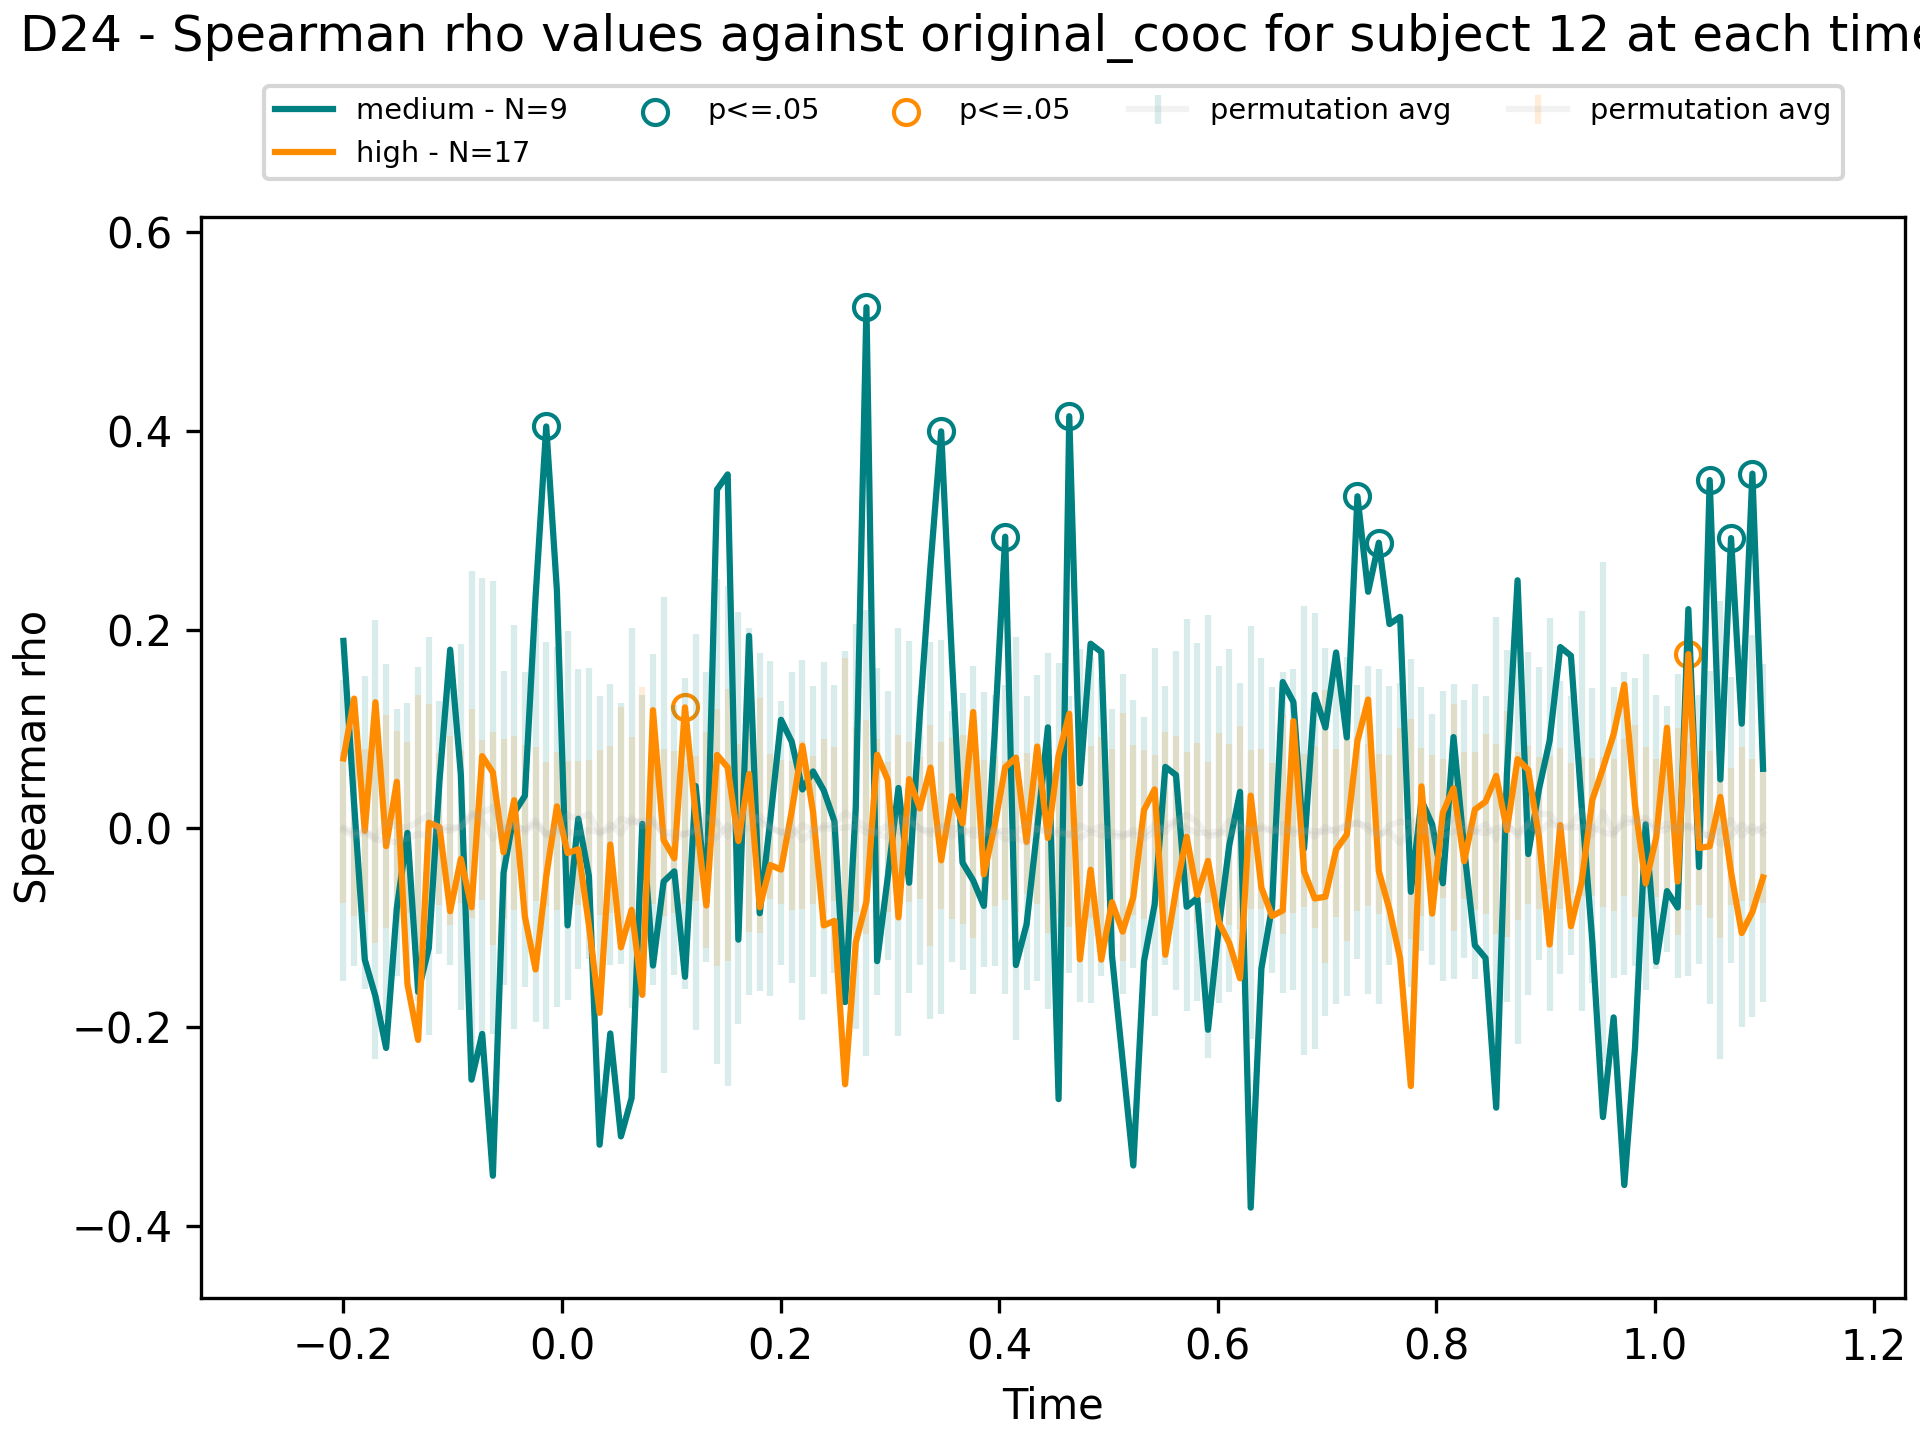 D24 - Spearman rho values against original_cooc for subject 12 at each time
medium - N=9
high - N=17
p<=.05
p<=.05
permutation avg
permutation avg
Spearman rho
0.6
0.4
0.2
0.0
−0.2
−0.4
−0.2 0.0 0.2 0.4 0.6 0.8 1.0 1.2
Time